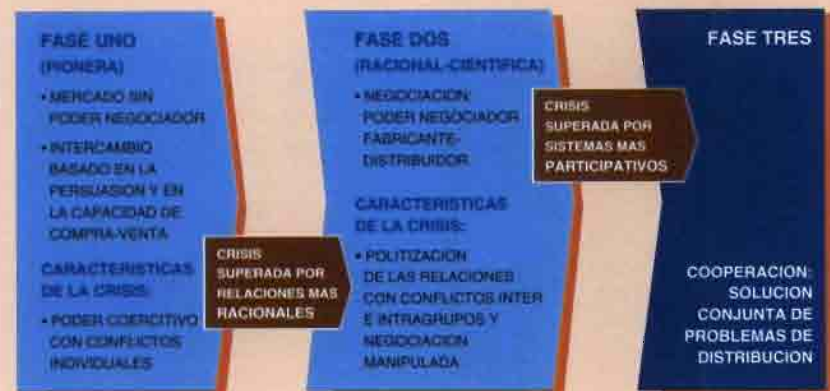 FASE UNO
(PIONERA)
• MERCADO SIN
PODER NEGOCIADOR
• INTERCAMBIO
BASADO EN LA
PERSUASION Y EN
LA CAPACIDAD DE
COMPRA-VENTA
CARACTERISTICAS
DE LA CRISIS:
• PODER COERCITIVO
CON CONFLICTOS
INDIVIDUALES
CRISIS
SUPERADA POR
RELACIONES MAS
RACIONALES
FASE DOS
(RACIONAL-CIENTIFICA)
• NEGOCIACION:
PODER NEGOCIADOR
FABRICANTE-
DISTRIBUIDOR
CARACTERISTICAS
DE LA CRISIS:
• POLITIZACION
DE LAS RELACIONES
CON CONFLICTOS INTER
E INTRAGRUPOS Y
NEGOCIACION
MANIPULADA
CRISIS
SUPERADA POR
SISTEMAS MAS
PARTICIPATIVOS
FASE TRES
COOPERACION:
SOLUCION
CONJUNTA DE
PROBLEMAS DE
DISTRIBUCION